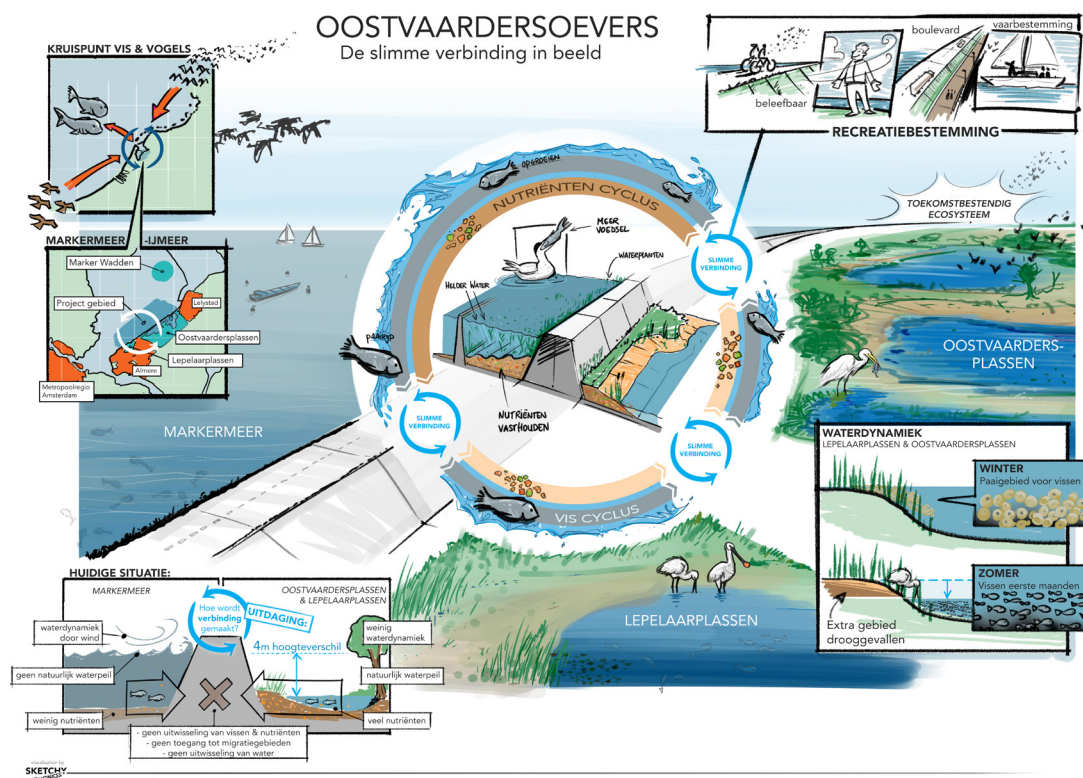 OOSTVAARDERSOEVERS
De slimme verbinding in beeld
KRUISPUNT VIS & VOGELS
MARKERMEER -IJMEER
Marker Wadden
Project gebied
Lelystad
Oostvaardersplassen
Lepelaarplassen
Almere
Metropoolregio
Amsterdam
boulevard
vaarbestemming
beleefbaar
RECREATIEBESTEMMING
TOEKOMSTBESTENDIG
ECOSYSTEEM
OPGROEIEN
NUTRIËNTEN CYCLUS
MEER
VOEDSEL
WATERPLANTEN
HELDER WATER
SLIMME
VERBINDING
PAAIRIJP
NUTRIËNTEN
VASTHOUDEN
SLIMME
VERBINDING
SLIMME
VERBINDING
VIS CYCLUS
MARKERMEER
OOSTVAARDERS-
PLASSEN
LEPELAARPLASSEN
WATERDYNAMIEK
LEPELAARPLASSEN & OOSTVAARDERSPLASSEN
WINTER
Paaigebied voor vissen
ZOMER
Vissen eerste maanden
Extra gebied
drooggevallen
HUIDIGE SITUATIE:
MARKERMEER
OOSTVAARDERSPLASSEN
& LEPELAARPLASSEN
Hoe wordt
verbinding
gemaakt?
UITDAGING:
4m hoogteverschil
waterdynamiek
door wind
geen natuurlijk waterpeil
weinig nutriënten
weinig
waterdynamiek
natuurlijk waterpeil
veel nutriënten
- geen uitwisseling van vissen & nutriënten
- geen toegang tot migratiegebieden
- geen uitwisseling van water
visualisation by
SKETCHY